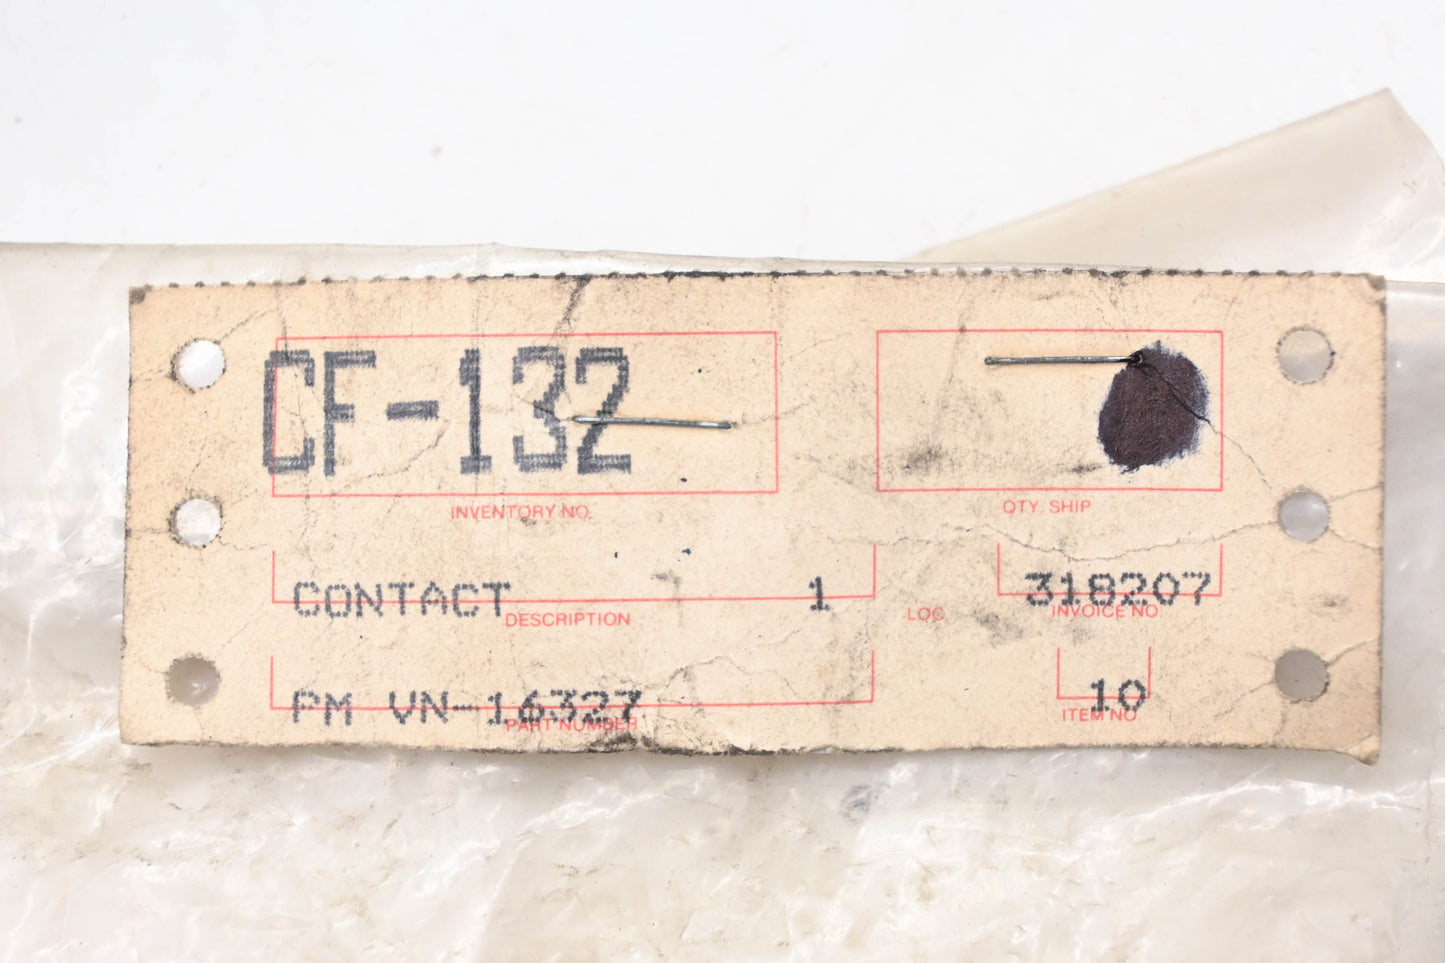 CF-132
INVENTORY NO.
QTY. SHIP
CONTACT 1 318207
DESCRIPTION LOC INVOICE NO.
PM VN-16327 10
PART NUMBER ITEM NO